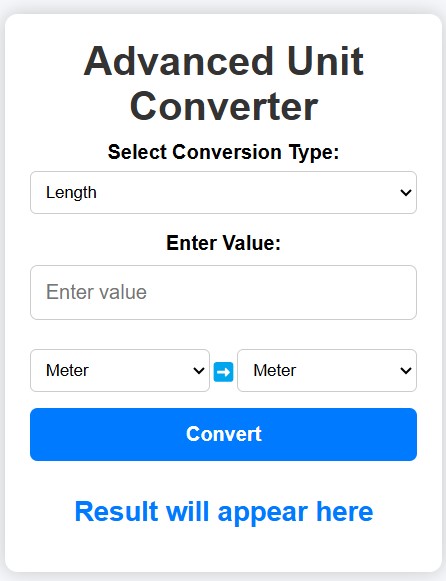 Advanced Unit
Converter
Select Conversion Type:
Length
Enter Value:
Enter value
Meter ➡ Meter
Convert
Result will appear here